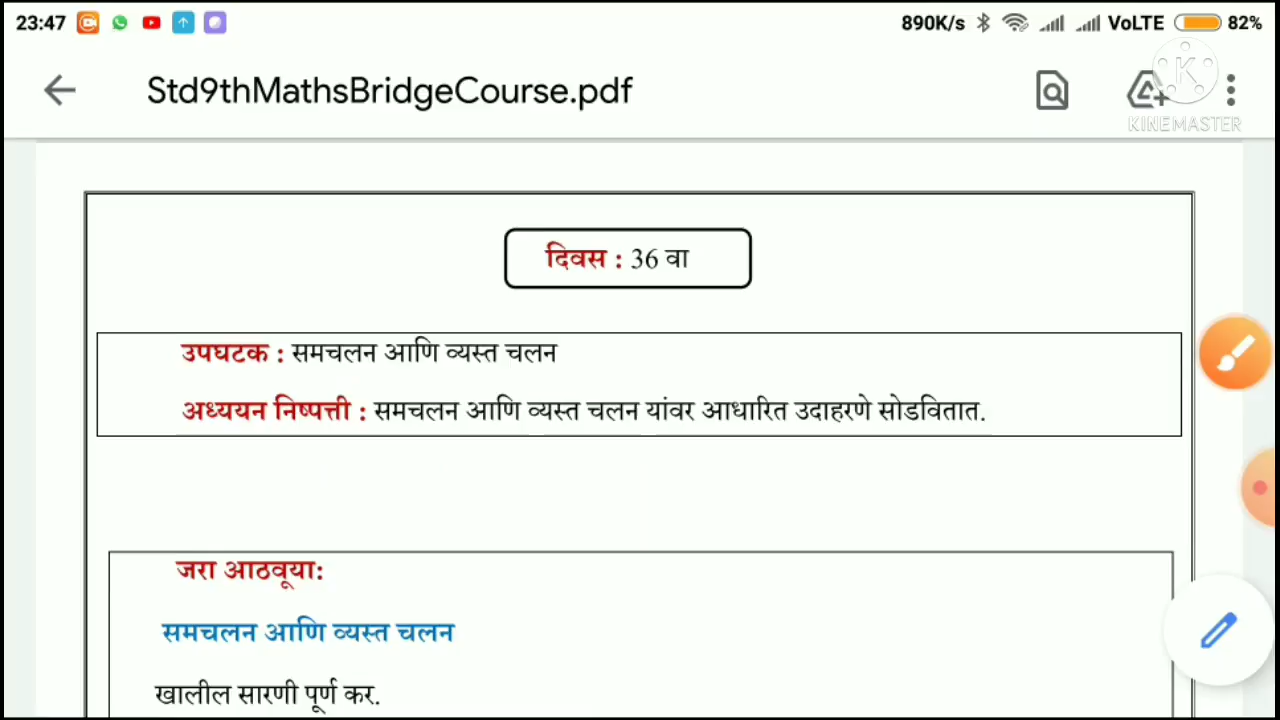 23:47 890K/s VoLTE 82%
Std9thMathsBridgeCourse.pdf
KINEMASTER
दिवस : 36 वा
उपघटक : समचलन आणि व्यस्त चलन
अध्ययन निष्पत्ती : समचलन आणि व्यस्त चलन यांवर आधारित उदाहरणे सोडवितात.
जरा आठवूया:
समचलन आणि व्यस्त चलन
खालील सारणी पूर्ण कर.